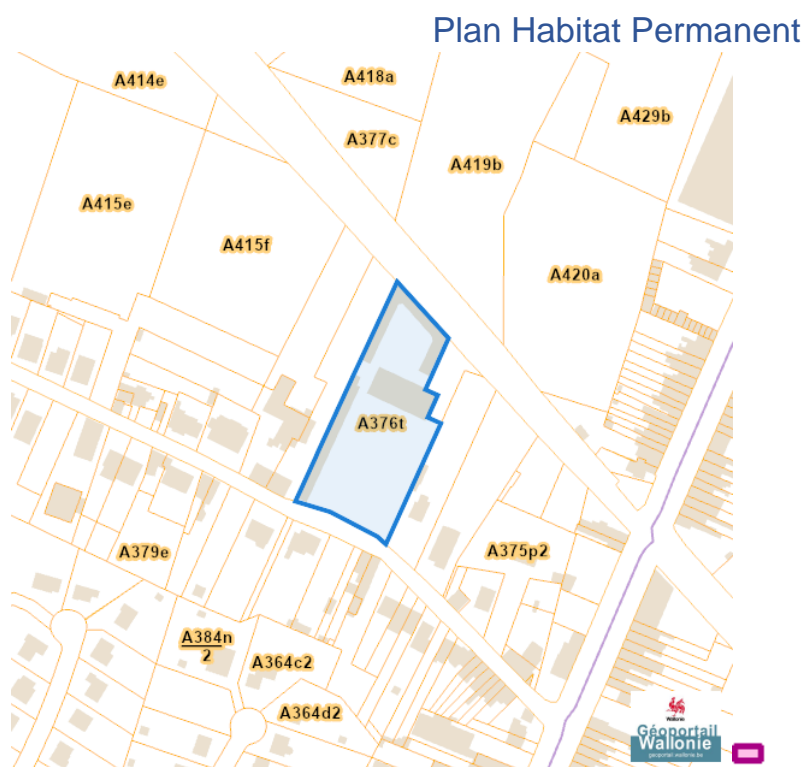 Plan Habitat Permanent
A414e
A418a
A429b
A377c
A419b
A415e
A415f
A420a
A376t
A379e
A375p2
A384n
2
A364c2
A364d2
Wallonie
Géoportail
Wallonie
geoportail.wallonie.be